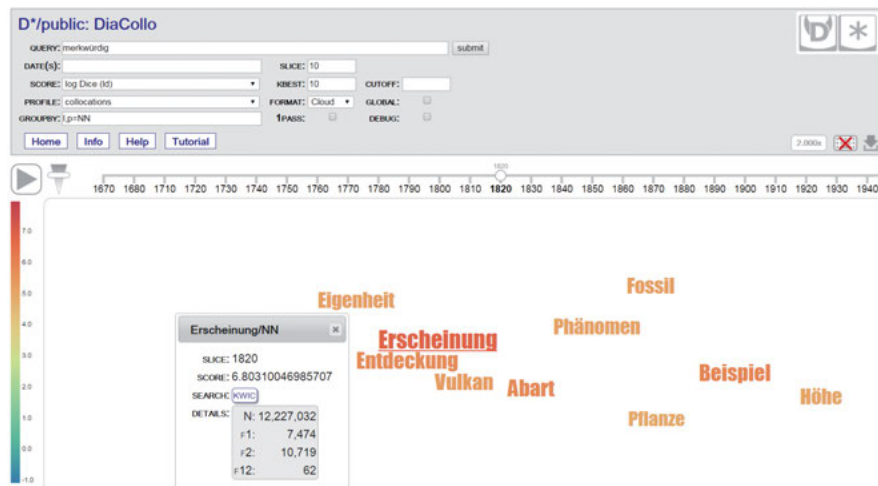 D*/public: DiaCollo
QUERY: merkwürdig submit
DATE(S): SLICE: 10
SCORE: log Dice (ld) KBEST: 10 CUTOFF:
PROFILE: collocations FORMAT: Cloud GLOBAL:
GROUPBY: l,p=NN 1PASS: DEBUG:
Home Info Help Tutorial 2.000s
1820
1670 1680 1710 1720 1730 1740 1750 1760 1770 1780 1790 1800 1810 1820 1830 1840 1850 1860 1870 1880 1890 1900 1910 1920 1930 1940
7.0
6.0
5.0
4.0
3.0
2.0
1.0
0.0
-1.0
Eigenheit
Fossil
Phänomen
Erscheinung
Entdeckung
Vulkan
Abart
Beispiel
Höhe
Pflanze
Erscheinung/NN
SLICE: 1820
SCORE: 6.80310046985707
SEARCH: KWIC
DETAILS: N: 12,227,032
F1: 7,474
F2: 10,719
F12: 62